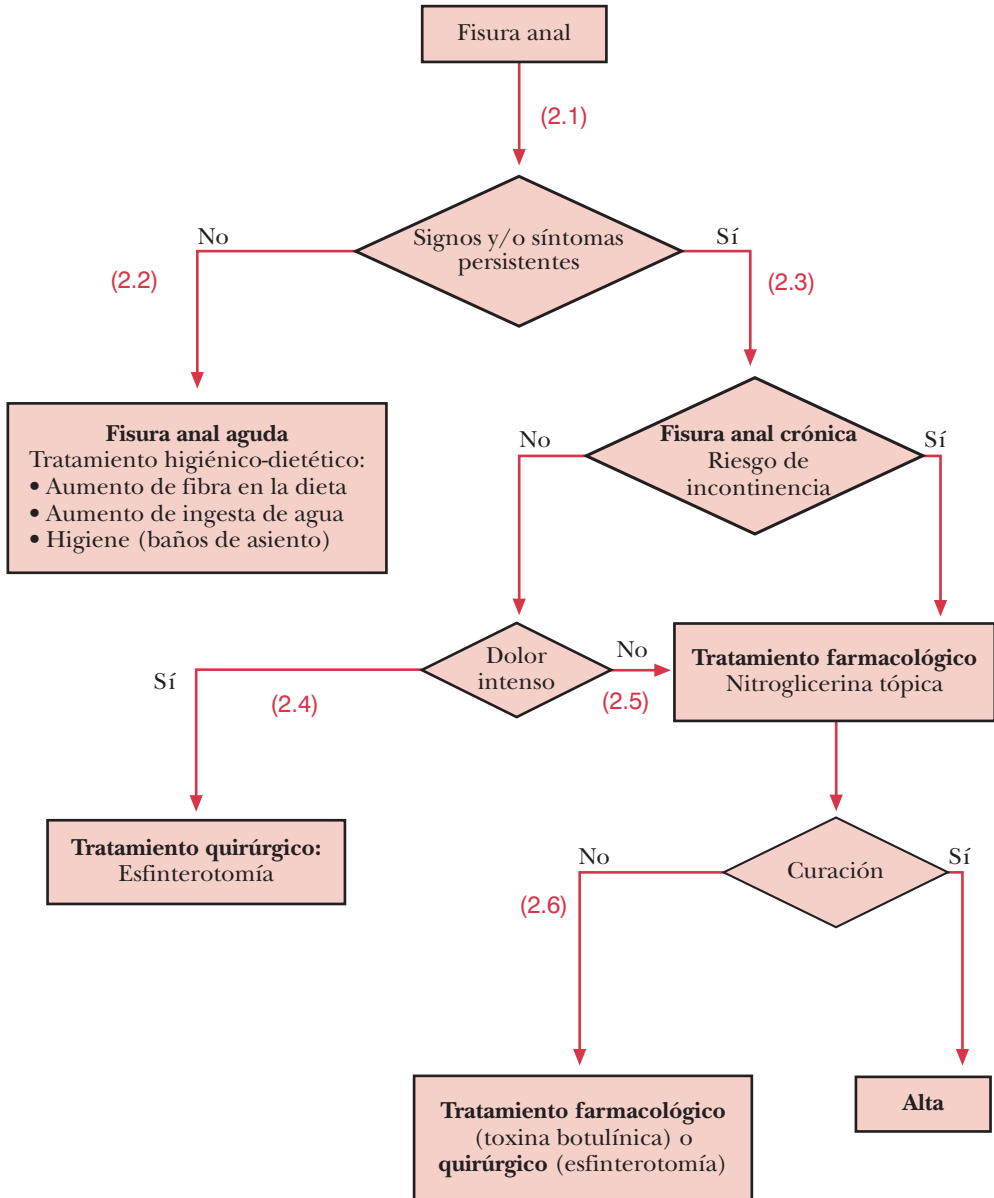 Fisura anal
(2.1)
Signos y/o síntomas
persistentes
No
Sí
(2.2)
(2.3)
Fisura anal aguda
Tratamiento higiénico-dietético:
• Aumento de fibra en la dieta
• Aumento de ingesta de agua
• Higiene (baños de asiento)
Fisura anal crónica
Riesgo de
incontinencia
No
Sí
Dolor
intenso
Sí
No
(2.4)
(2.5)
Tratamiento farmacológico
Nitroglicerina tópica
Tratamiento quirúrgico:
Esfinterotomía
Curación
No
Sí
(2.6)
Tratamiento farmacológico
(toxina botulínica) o
quirúrgico (esfinterotomía)
Alta